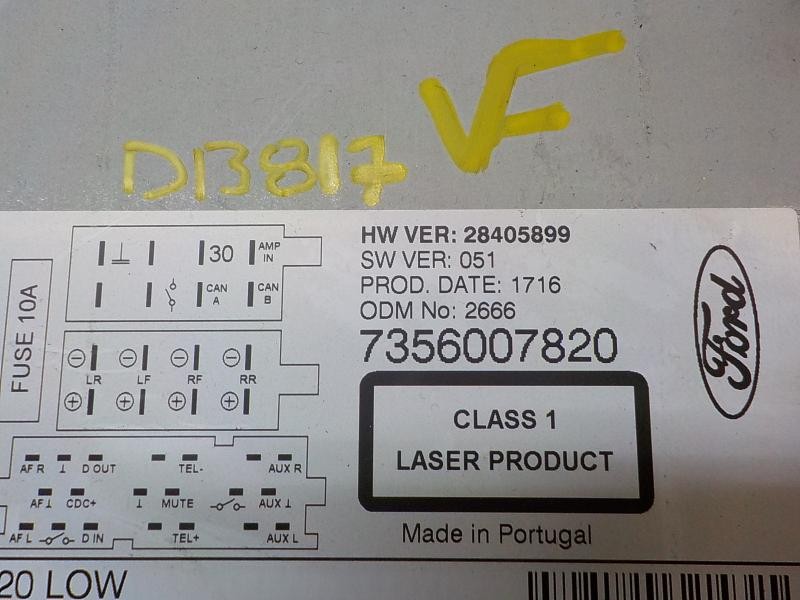 VF
DB817
FUSE 10A
30 AMP IN
CAN A CAN B
LR LF RF RR
AF R D OUT TEL- AUX R
AF CDC+ MUTE AUX
AF L D IN TEL+ AUX L
HW VER: 28405899
SW VER: 051
PROD. DATE: 1716
ODM No: 2666
7356007820
CLASS 1
LASER PRODUCT
Made in Portugal
Ford
20 LOW